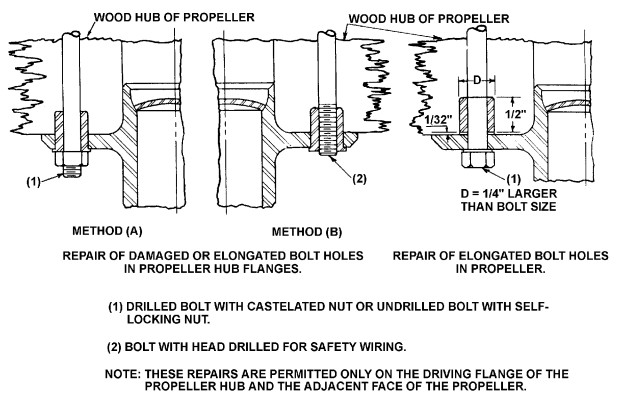 WOOD HUB OF PROPELLER
WOOD HUB OF PROPELLER
D
1/2"
1/32"
(1)
(2)
(1)
D = 1/4" LARGER
THAN BOLT SIZE
METHOD (A)
METHOD (B)
REPAIR OF DAMAGED OR ELONGATED BOLT HOLES
IN PROPELLER HUB FLANGES.
REPAIR OF ELONGATED BOLT HOLES
IN PROPELLER.
(1) DRILLED BOLT WITH CASTELATED NUT OR UNDRILLED BOLT WITH SELF-
LOCKING NUT.
(2) BOLT WITH HEAD DRILLED FOR SAFETY WIRING.
NOTE: THESE REPAIRS ARE PERMITTED ONLY ON THE DRIVING FLANGE OF THE
PROPELLER HUB AND THE ADJACENT FACE OF THE PROPELLER.